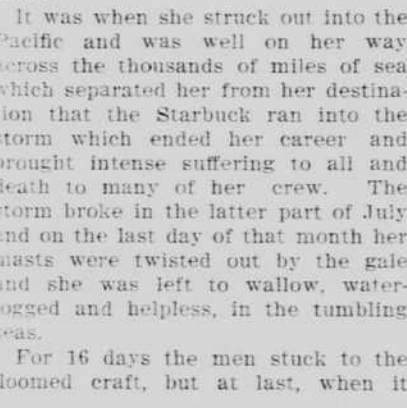 It was when she struck out into the
Pacific and was well on her way
across the thousands of miles of sea
which separated her from her destina-
ion that the Starbuck ran into the
storm which ended her career and
brought intense suffering to all and
death to many of her crew. The
storm broke in the latter part of July
and on the last day of that month her
masts were twisted out by the gale
and she was left to wallow, water-
ogged and helpless, in the tumbling
seas.
For 16 days the men stuck to the
doomed craft, but at last, when it